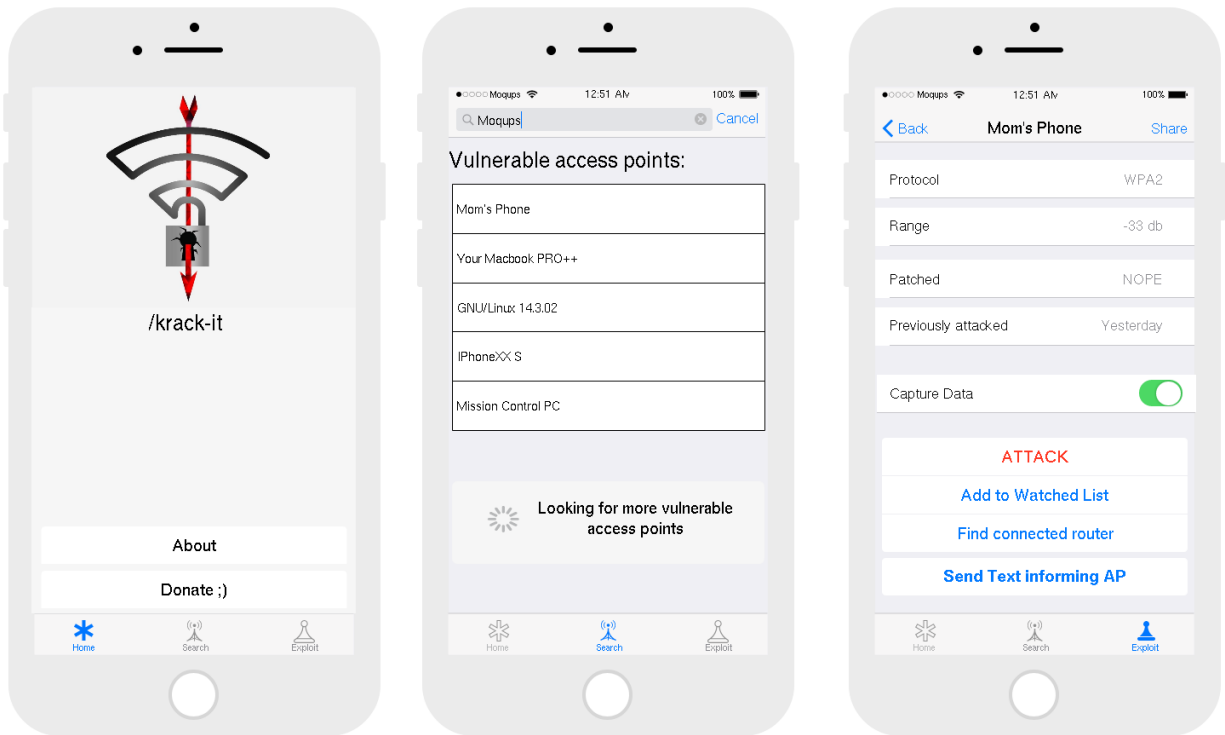 /krack-it
About
Donate ;)
Home
Search
Exploit
Moqups
12:51 AM
100%
Moqups
Cancel
Vulnerable access points:
Mom's Phone
Your Macbook PRO++
GNU/Linux 14.3.02
IPhoneXX S
Mission Control PC
Looking for more vulnerable
access points
Home
Search
Exploit
Moqups
12:51 AM
100%
Back
Mom's Phone
Share
Protocol
WPA2
Range
-33 db
Patched
NOPE
Previously attacked
Yesterday
Capture Data
ATTACK
Add to Watched List
Find connected router
Send Text informing AP
Home
Search
Exploit